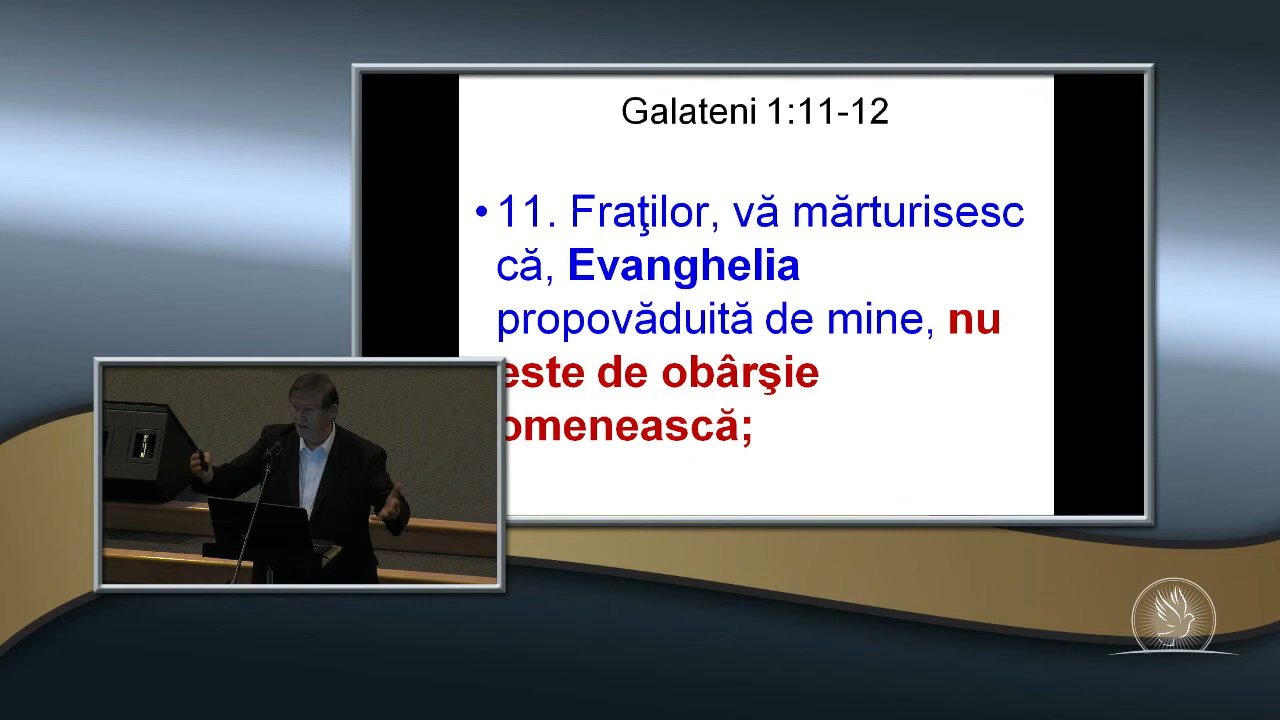 Galateni 1:11-12
• 11. Fraţilor, vă mărturisesc
că, Evanghelia
propovăduită de mine, nu
este de obârşie
omenească;